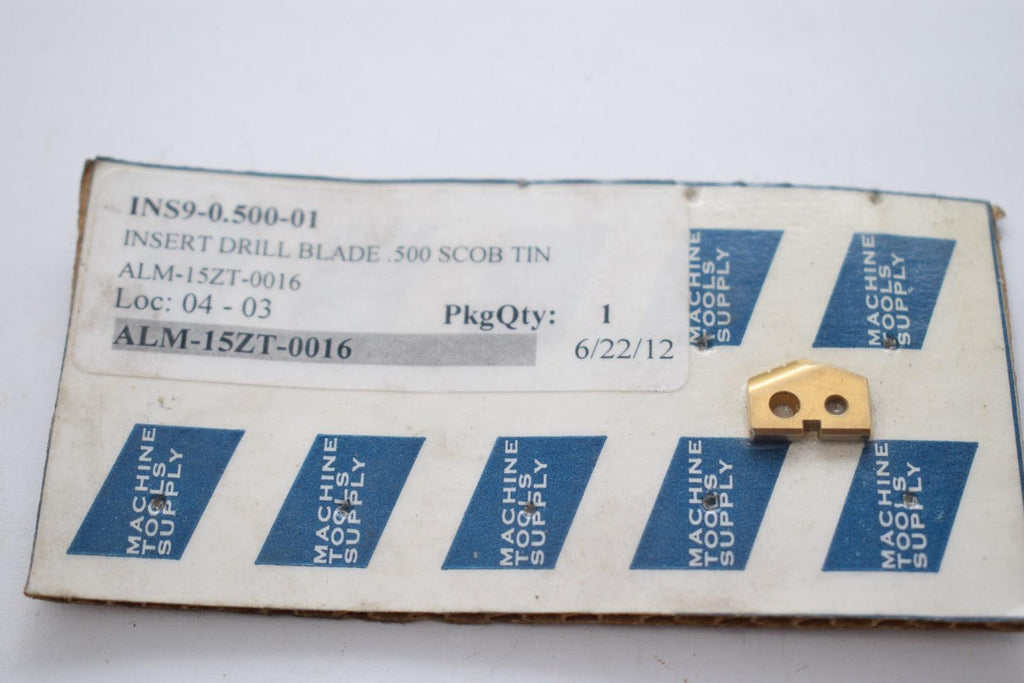 INS9-0.500-01
INSERT DRILL BLADE .500 SCOB TIN
ALM-15ZT-0016
Loc: 04 - 03 PkgQty: 1
ALM-15ZT-0016 6/22/12
MACHINE
TOOLS
SUPPLY
MACHINE
TOOLS
SUPPLY
MACHINE
TOOLS
SUPPLY
MACHINE
TOOLS
SUPPLY
MACHINE
TOOLS
SUPPLY
MACHINE
TOOLS
SUPPLY
MACHINE
TOOLS
SUPPLY